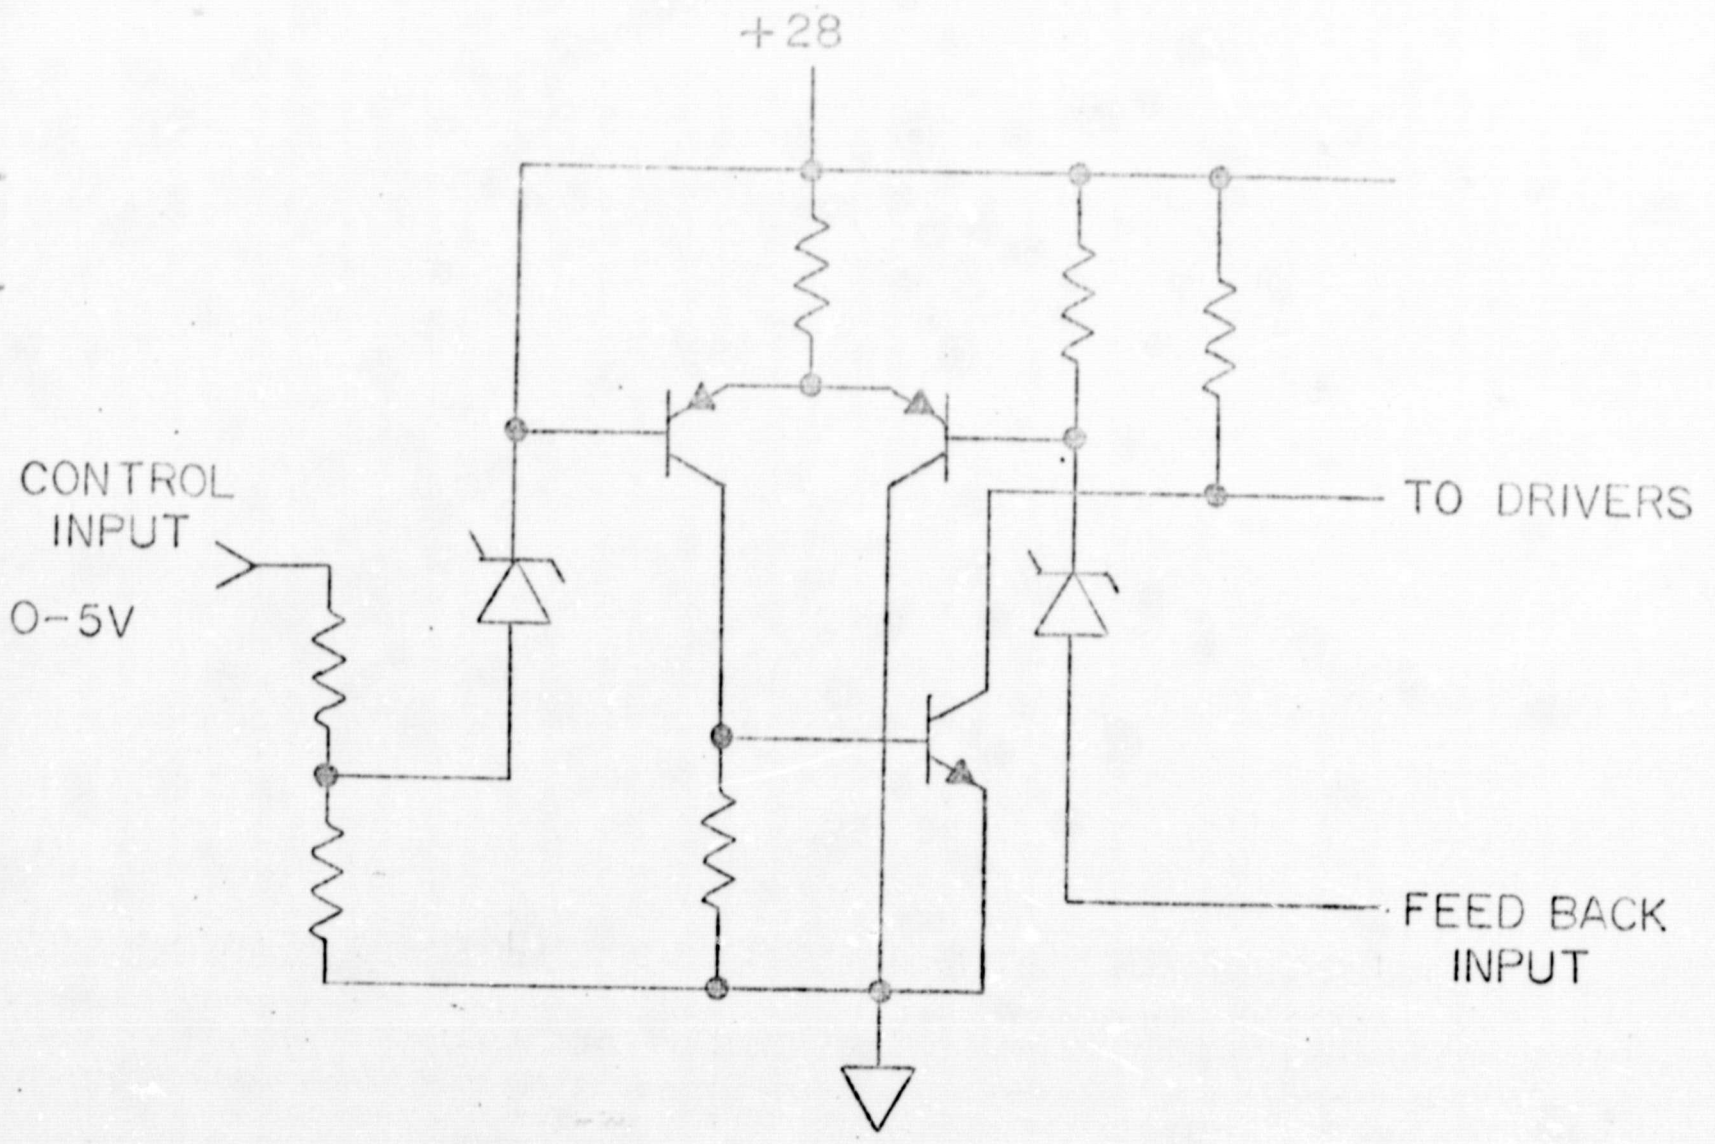 +28
CONTROL
INPUT
0-5V
TO DRIVERS
FEED BACK
INPUT